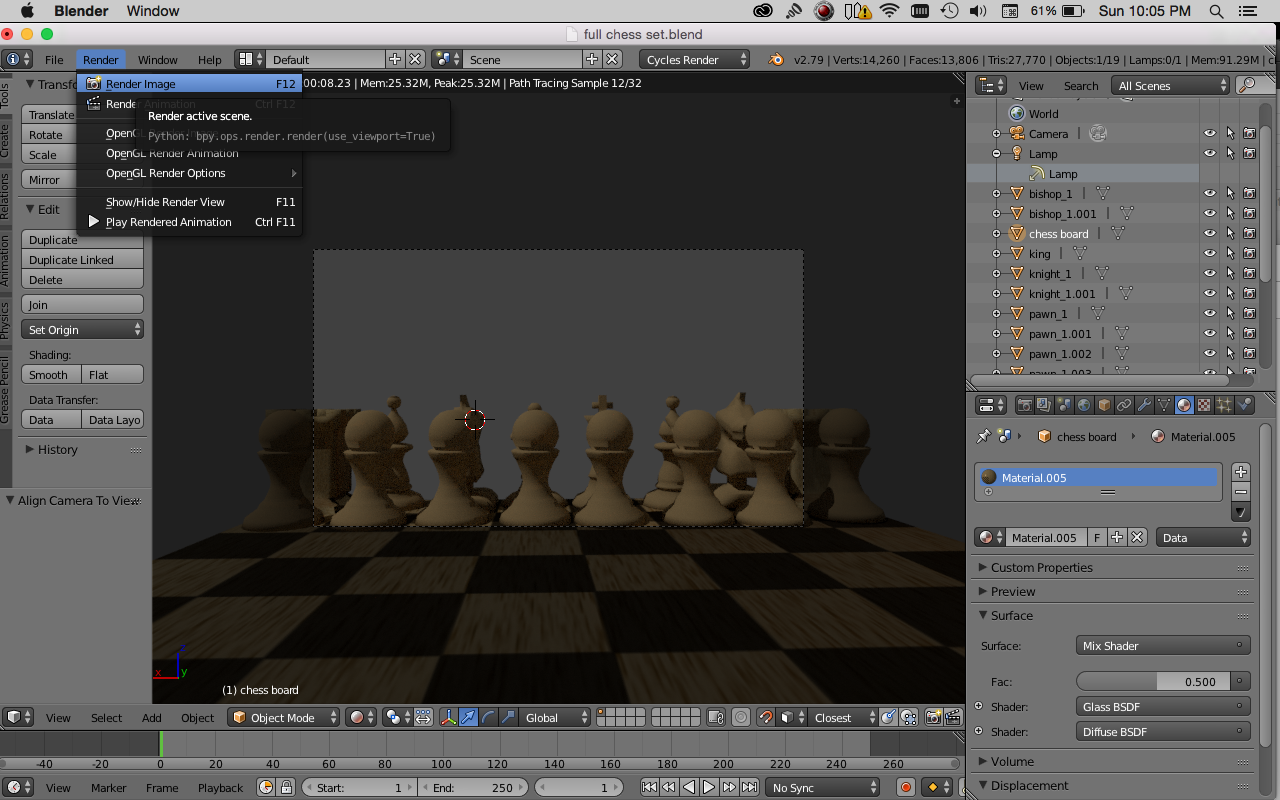 Blender Window 61% Sun 10:05 PM
full chess set.blend
File Render Window Help Default Scene Cycles Render v2.79 | Verts:14,260 | Faces:13,806 | Tris:27,770 | Objects:1/19 | Lamps:0/1 | Mem:91.29M
Render Image F12
00:08.23 | Mem:25.32M, Peak:25.32M | Path Tracing Sample 12/32
Render Animation Ctrl F12
Render active scene.
Python: bpy.ops.render.render(use_viewport=True)
OpenGL Render Animation
OpenGL Render Options
Show/Hide Render View F11
Play Rendered Animation Ctrl F11
Tools
Create
Relations
Animation
Physics
Grease Pencil
Translate
Rotate
Scale
Mirror
Edit
Duplicate
Duplicate Linked
Delete
Join
Set Origin
Shading:
Smooth Flat
Data Transfer:
Data Data Layo
History
Align Camera To View
x y
(1) chess board
View Select Add Object Object Mode Global Closest
-40 -20 0 20 40 60 80 100 120 140 160 180 200 220 240 260
View Marker Frame Playback Start: 1 End: 250 1 No Sync
View Search All Scenes
World
Camera |
Lamp
Lamp
bishop_1 |
bishop_1.001 |
chess board |
king |
knight_1 |
knight_1.001 |
pawn_1 |
pawn_1.001 |
pawn_1.002 |
pawn_1.003
chess board Material.005
Material.005
Material.005 F Data
Custom Properties
Preview
Surface
Surface: Mix Shader
Fac: 0.500
Shader: Glass BSDF
Shader: Diffuse BSDF
Volume
Displacement